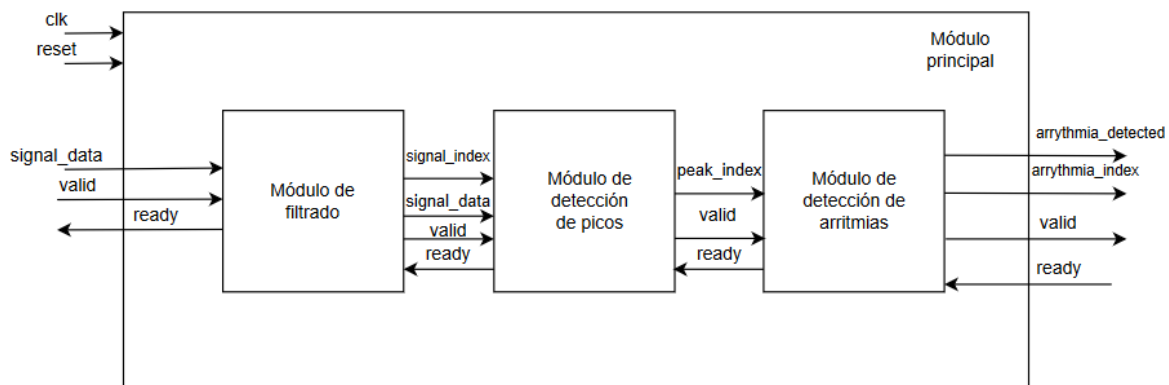 clk
reset
Módulo
principal
signal_data
valid
ready
Módulo de
filtrado
signal_index
signal_data
valid
ready
Módulo de
detección
de picos
peak_index
valid
ready
Módulo de
detección de
arritmias
arrythmia_detected
arrythmia_index
valid
ready